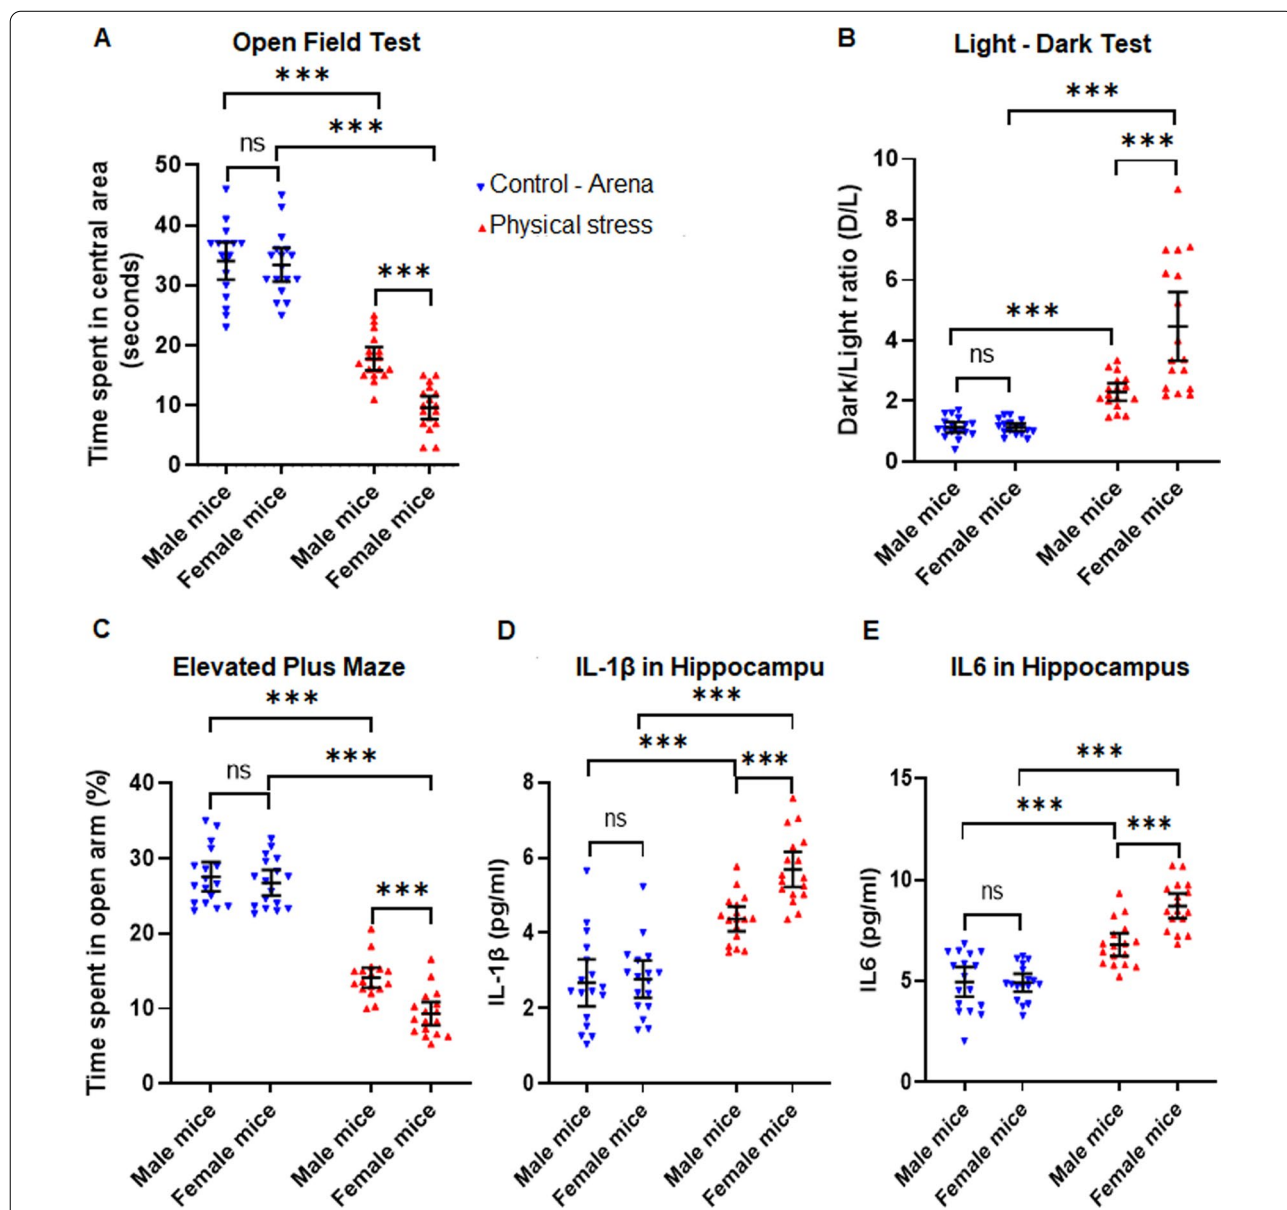 A
Open Field Test
***
***
ns
50
40
30
20
10
0
Time spent in central area
(seconds)
***
Male mice
Female mice
Male mice
Female mice
Control - Arena
Physical stress
B
Light - Dark Test
***
***
***
ns
10
8
6
4
2
0
Dark/Light ratio (D/L)
Male mice
Female mice
Male mice
Female mice
C
Elevated Plus Maze
***
***
ns
***
40
30
20
10
0
Time spent in open arm (%)
Male mice
Female mice
Male mice
Female mice
D
IL-1β in Hippocampu
***
***
***
ns
8
6
4
2
0
IL-1β (pg/ml)
Male mice
Female mice
Male mice
Female mice
E
IL6 in Hippocampus
***
***
***
ns
15
10
5
0
IL6 (pg/ml)
Male mice
Female mice
Male mice
Female mice